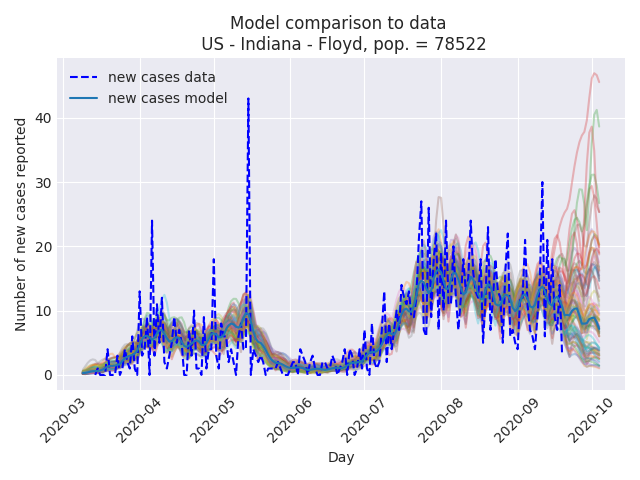 Model comparison to data
US - Indiana - Floyd, pop. = 78522
new cases data
new cases model
Number of new cases reported
40
30
20
10
0
2020-03
2020-04
2020-05
2020-06
2020-07
2020-08
2020-09
2020-10
Day